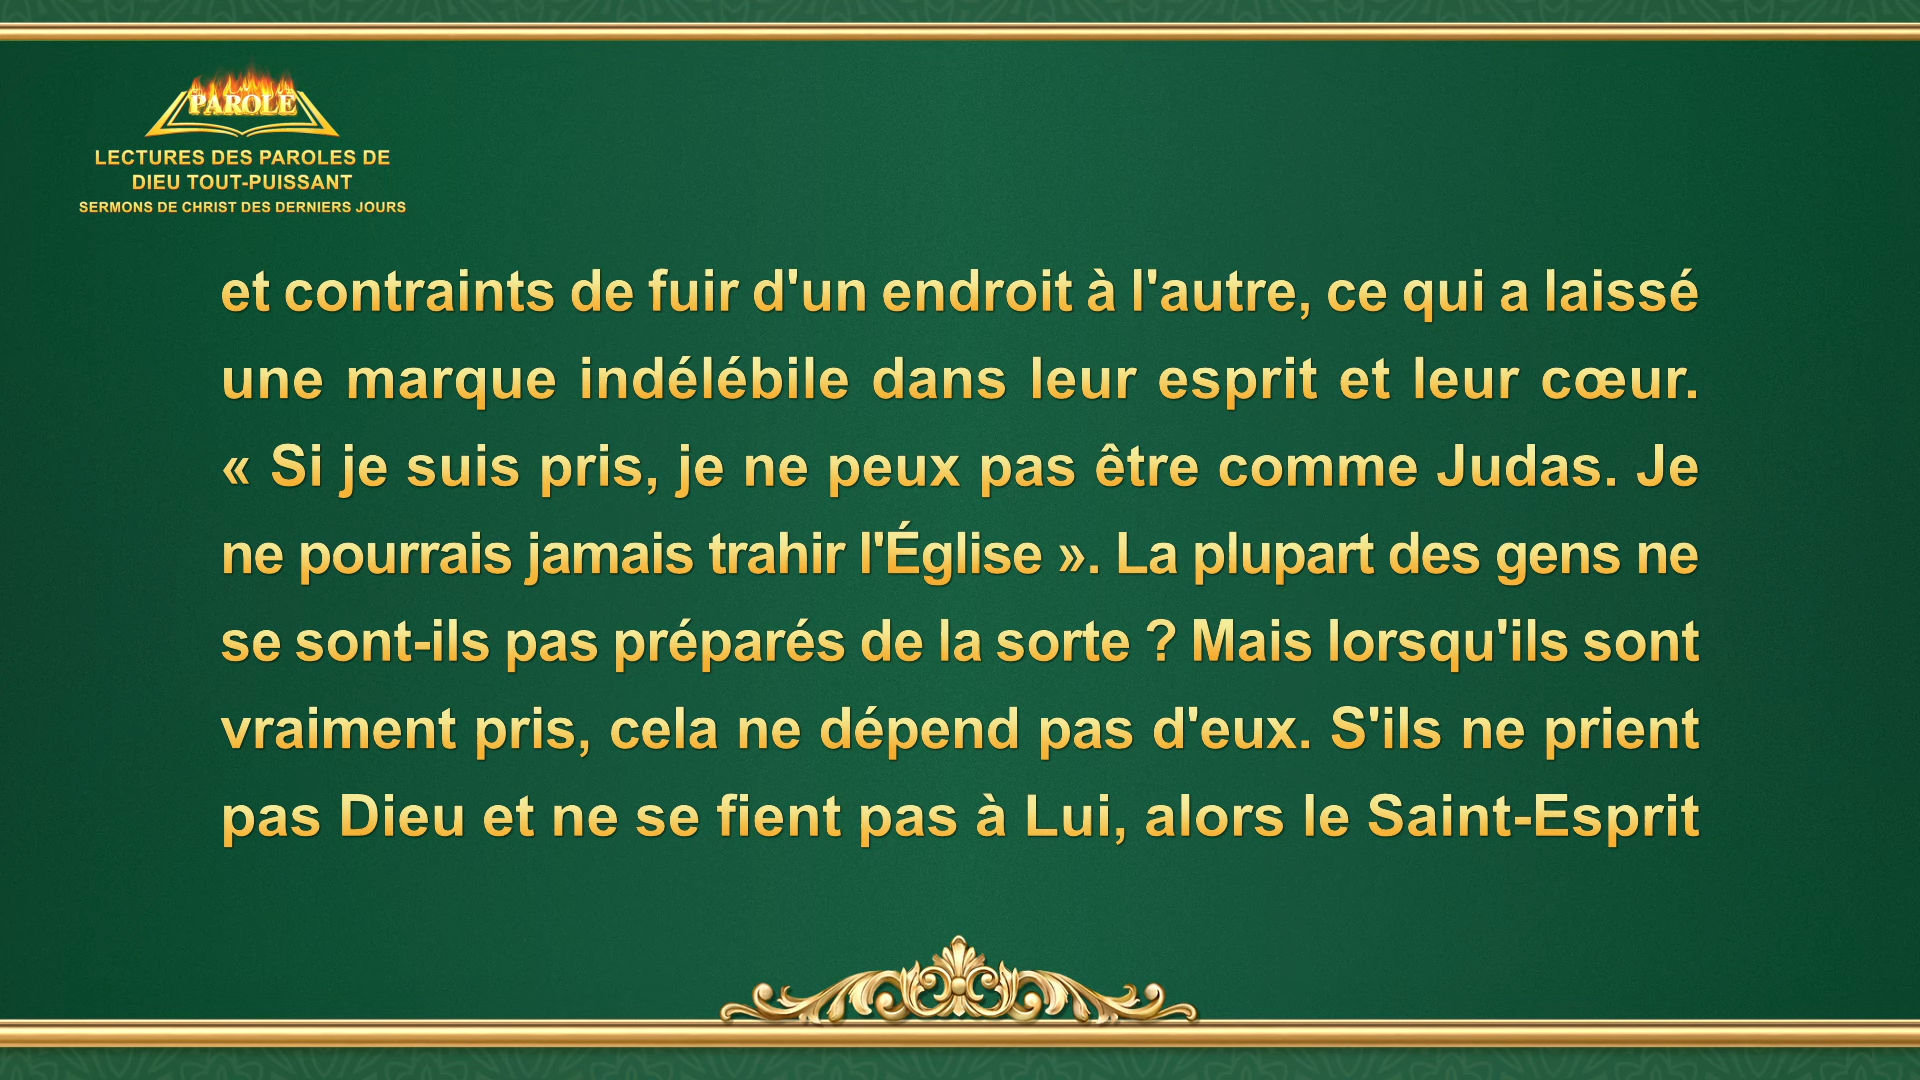 PAROLE
LECTURES DES PAROLES DE
DIEU TOUT-PUISSANT
SERMONS DE CHRIST DES DERNIERS JOURS
et contraints de fuir d'un endroit à l'autre, ce qui a laissé
une marque indélébile dans leur esprit et leur cœur.
« Si je suis pris, je ne peux pas être comme Judas. Je
ne pourrais jamais trahir l'Église ». La plupart des gens ne
se sont-ils pas préparés de la sorte ? Mais lorsqu'ils sont
vraiment pris, cela ne dépend pas d'eux. S'ils ne prient
pas Dieu et ne se fient pas à Lui, alors le Saint-Esprit